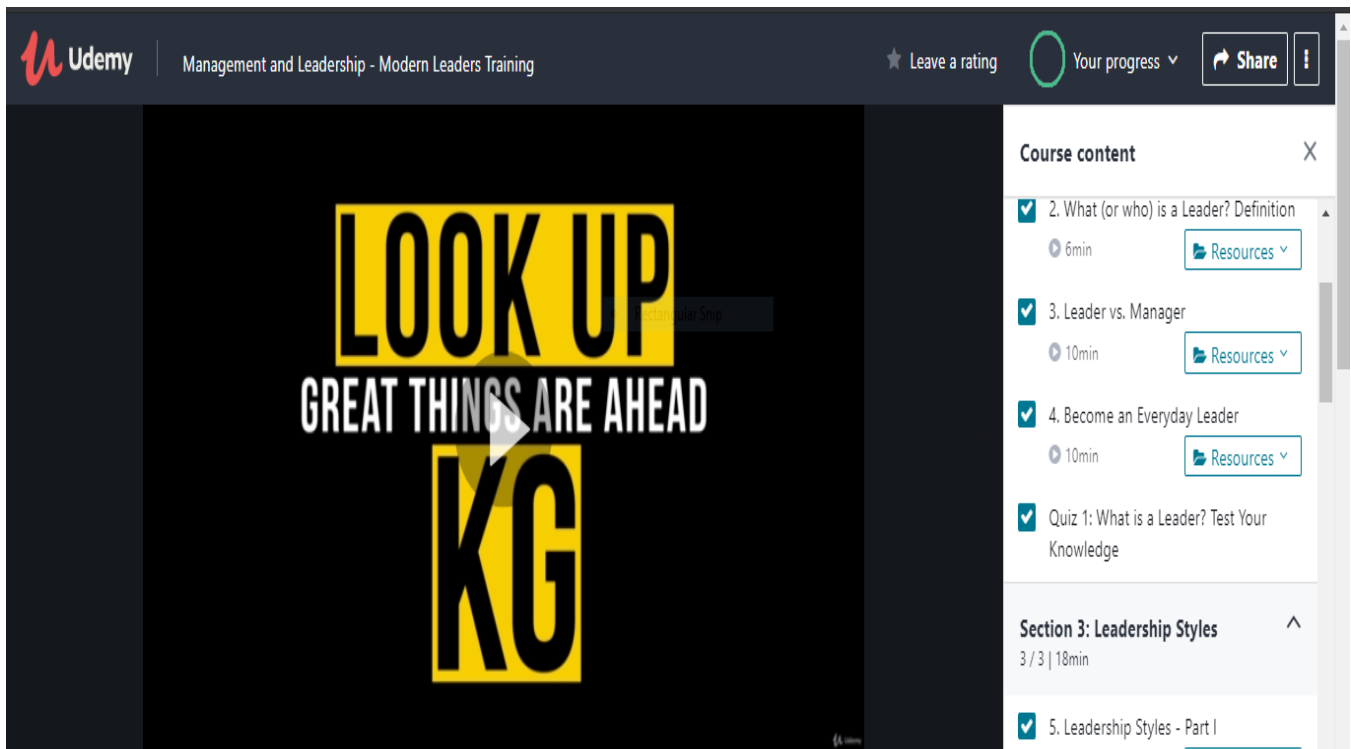 Udemy
Management and Leadership - Modern Leaders Training
Leave a rating
Your progress
Share
LOOK UP
GREAT THINGS ARE AHEAD
KG
Rectangular Snip
Udemy
Course content
2. What (or who) is a Leader? Definition
6min
Resources
3. Leader vs. Manager
10min
Resources
4. Become an Everyday Leader
10min
Resources
Quiz 1: What is a Leader? Test Your
Knowledge
Section 3: Leadership Styles
3 / 3 | 18min
5. Leadership Styles - Part I